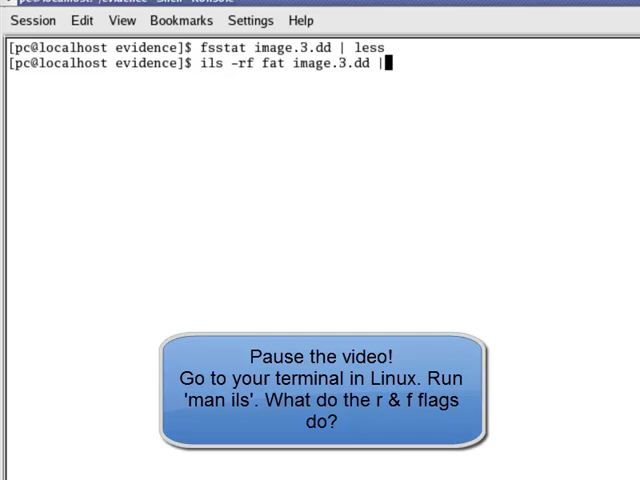 Session Edit View Bookmarks Settings Help
[pc@localhost evidence]$ fsstat image.3.dd | less
[pc@localhost evidence]$ ils -rf fat image.3.dd |
Pause the video!
Go to your terminal in Linux. Run
'man ils'. What do the r & f flags
do?